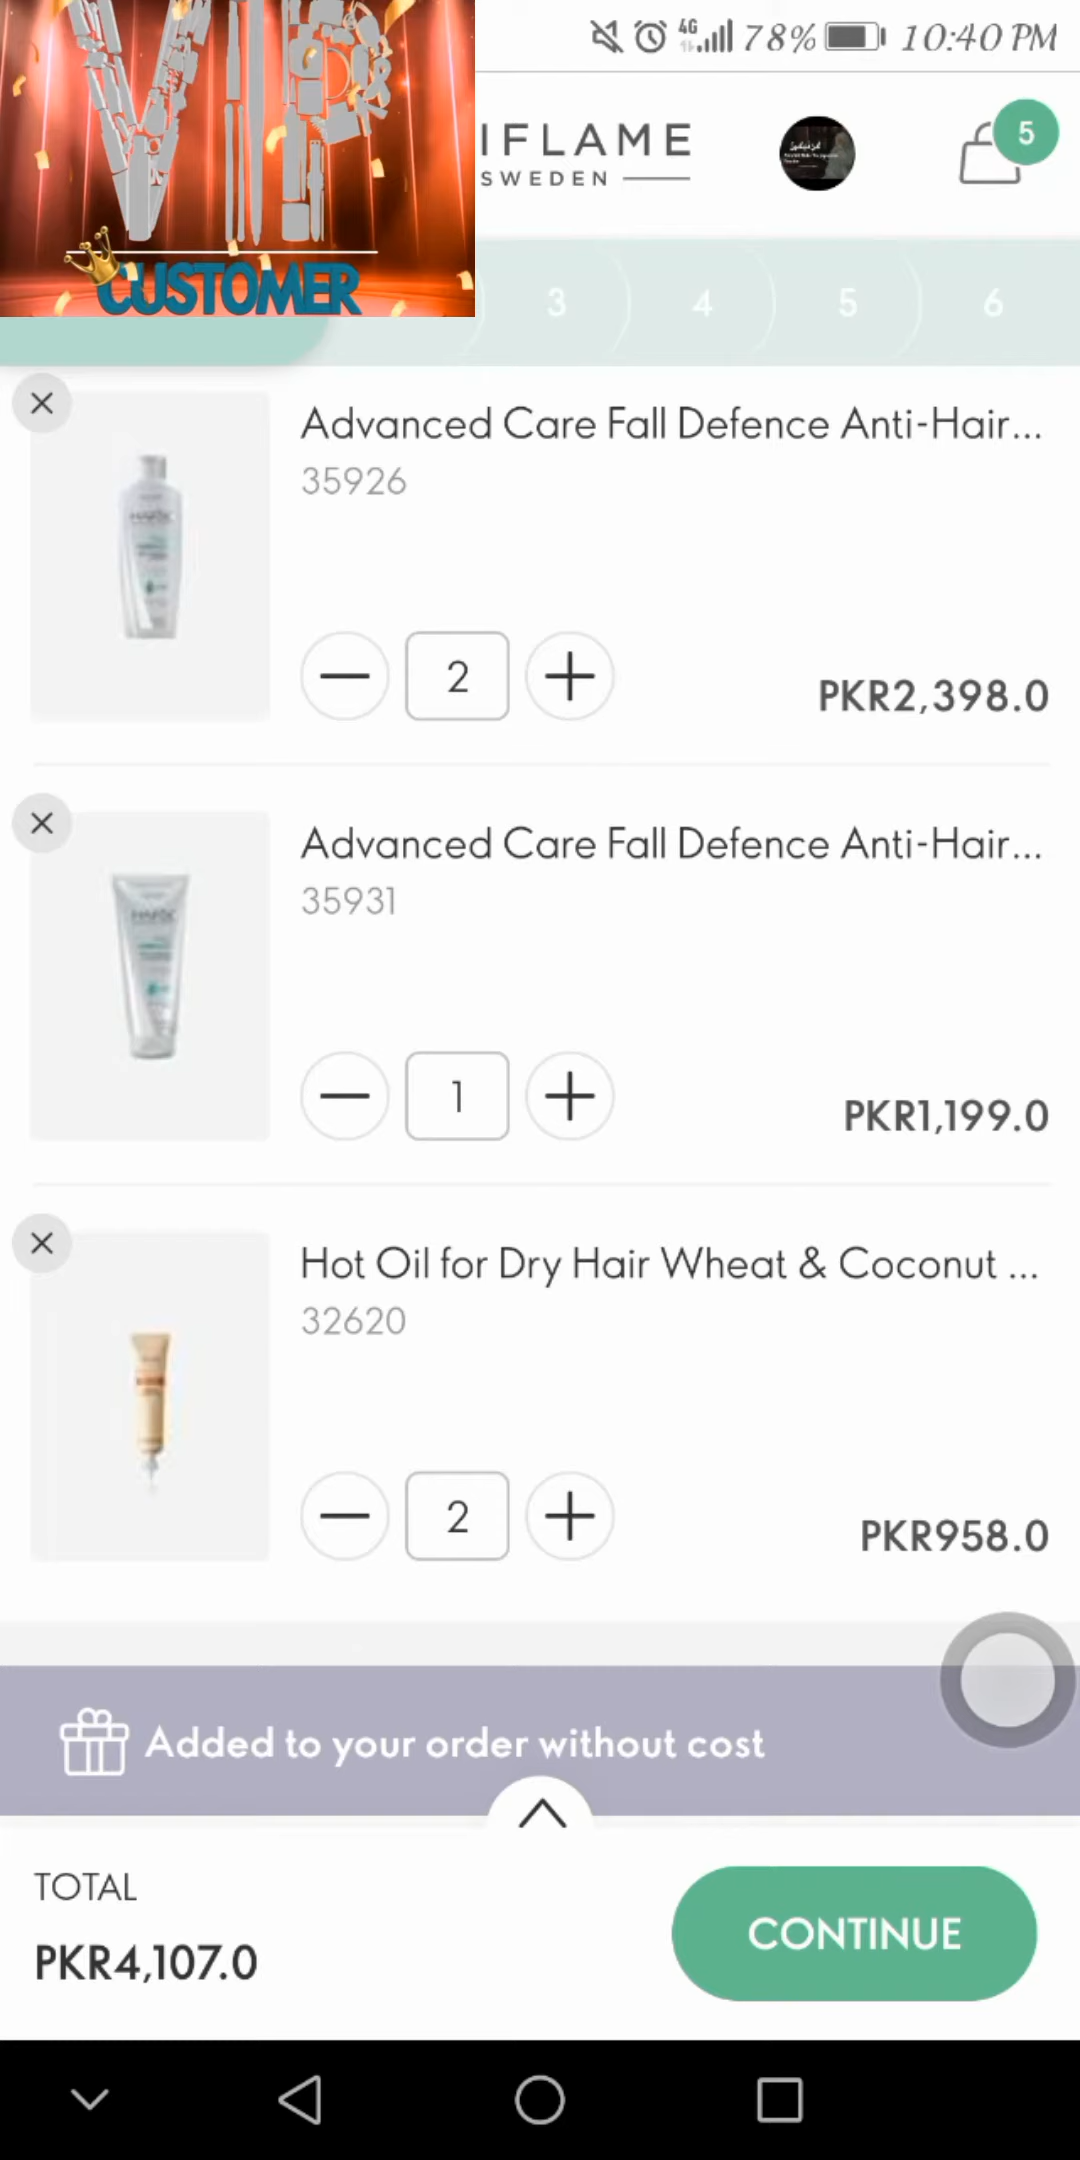 VIP
CUSTOMER
4G 78% 10:40 PM
IFLAME
SWEDEN
5
3 4 5 6
Advanced Care Fall Defence Anti-Hair...
35926
2
PKR2,398.0
Advanced Care Fall Defence Anti-Hair...
35931
1
PKR1,199.0
Hot Oil for Dry Hair Wheat & Coconut ...
32620
2
PKR958.0
Added to your order without cost
TOTAL
PKR4,107.0
CONTINUE